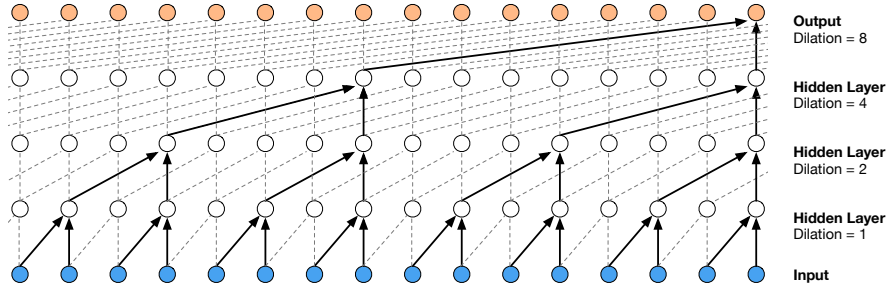 Output
Dilation = 8
Hidden Layer
Dilation = 4
Hidden Layer
Dilation = 2
Hidden Layer
Dilation = 1
Input